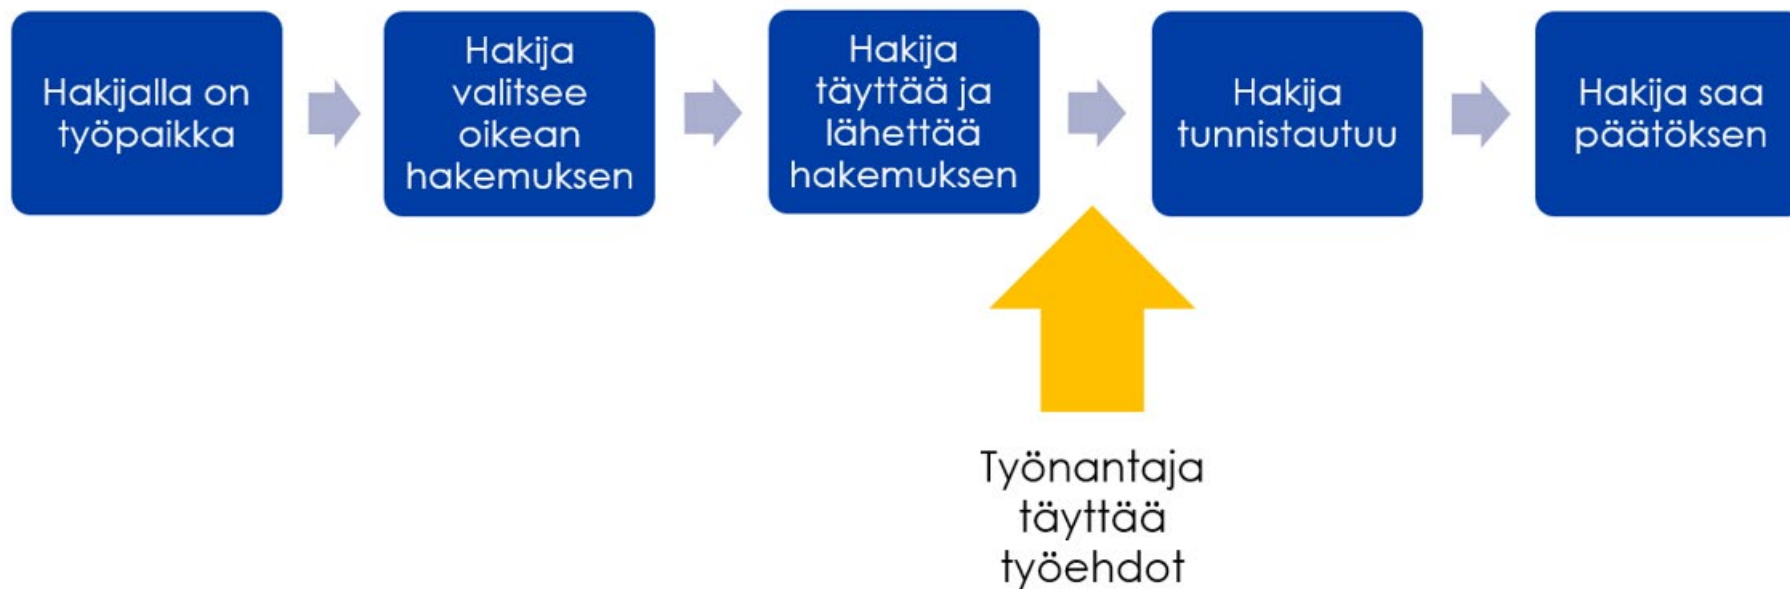 Hakijalla on
työpaikka
Hakija
valitsee
oikean
hakemuksen
Hakija
täyttää ja
lähettää
hakemuksen
Hakija
tunnistautuu
Hakija saa
päätöksen
Työnantaja
täyttää
työehdot